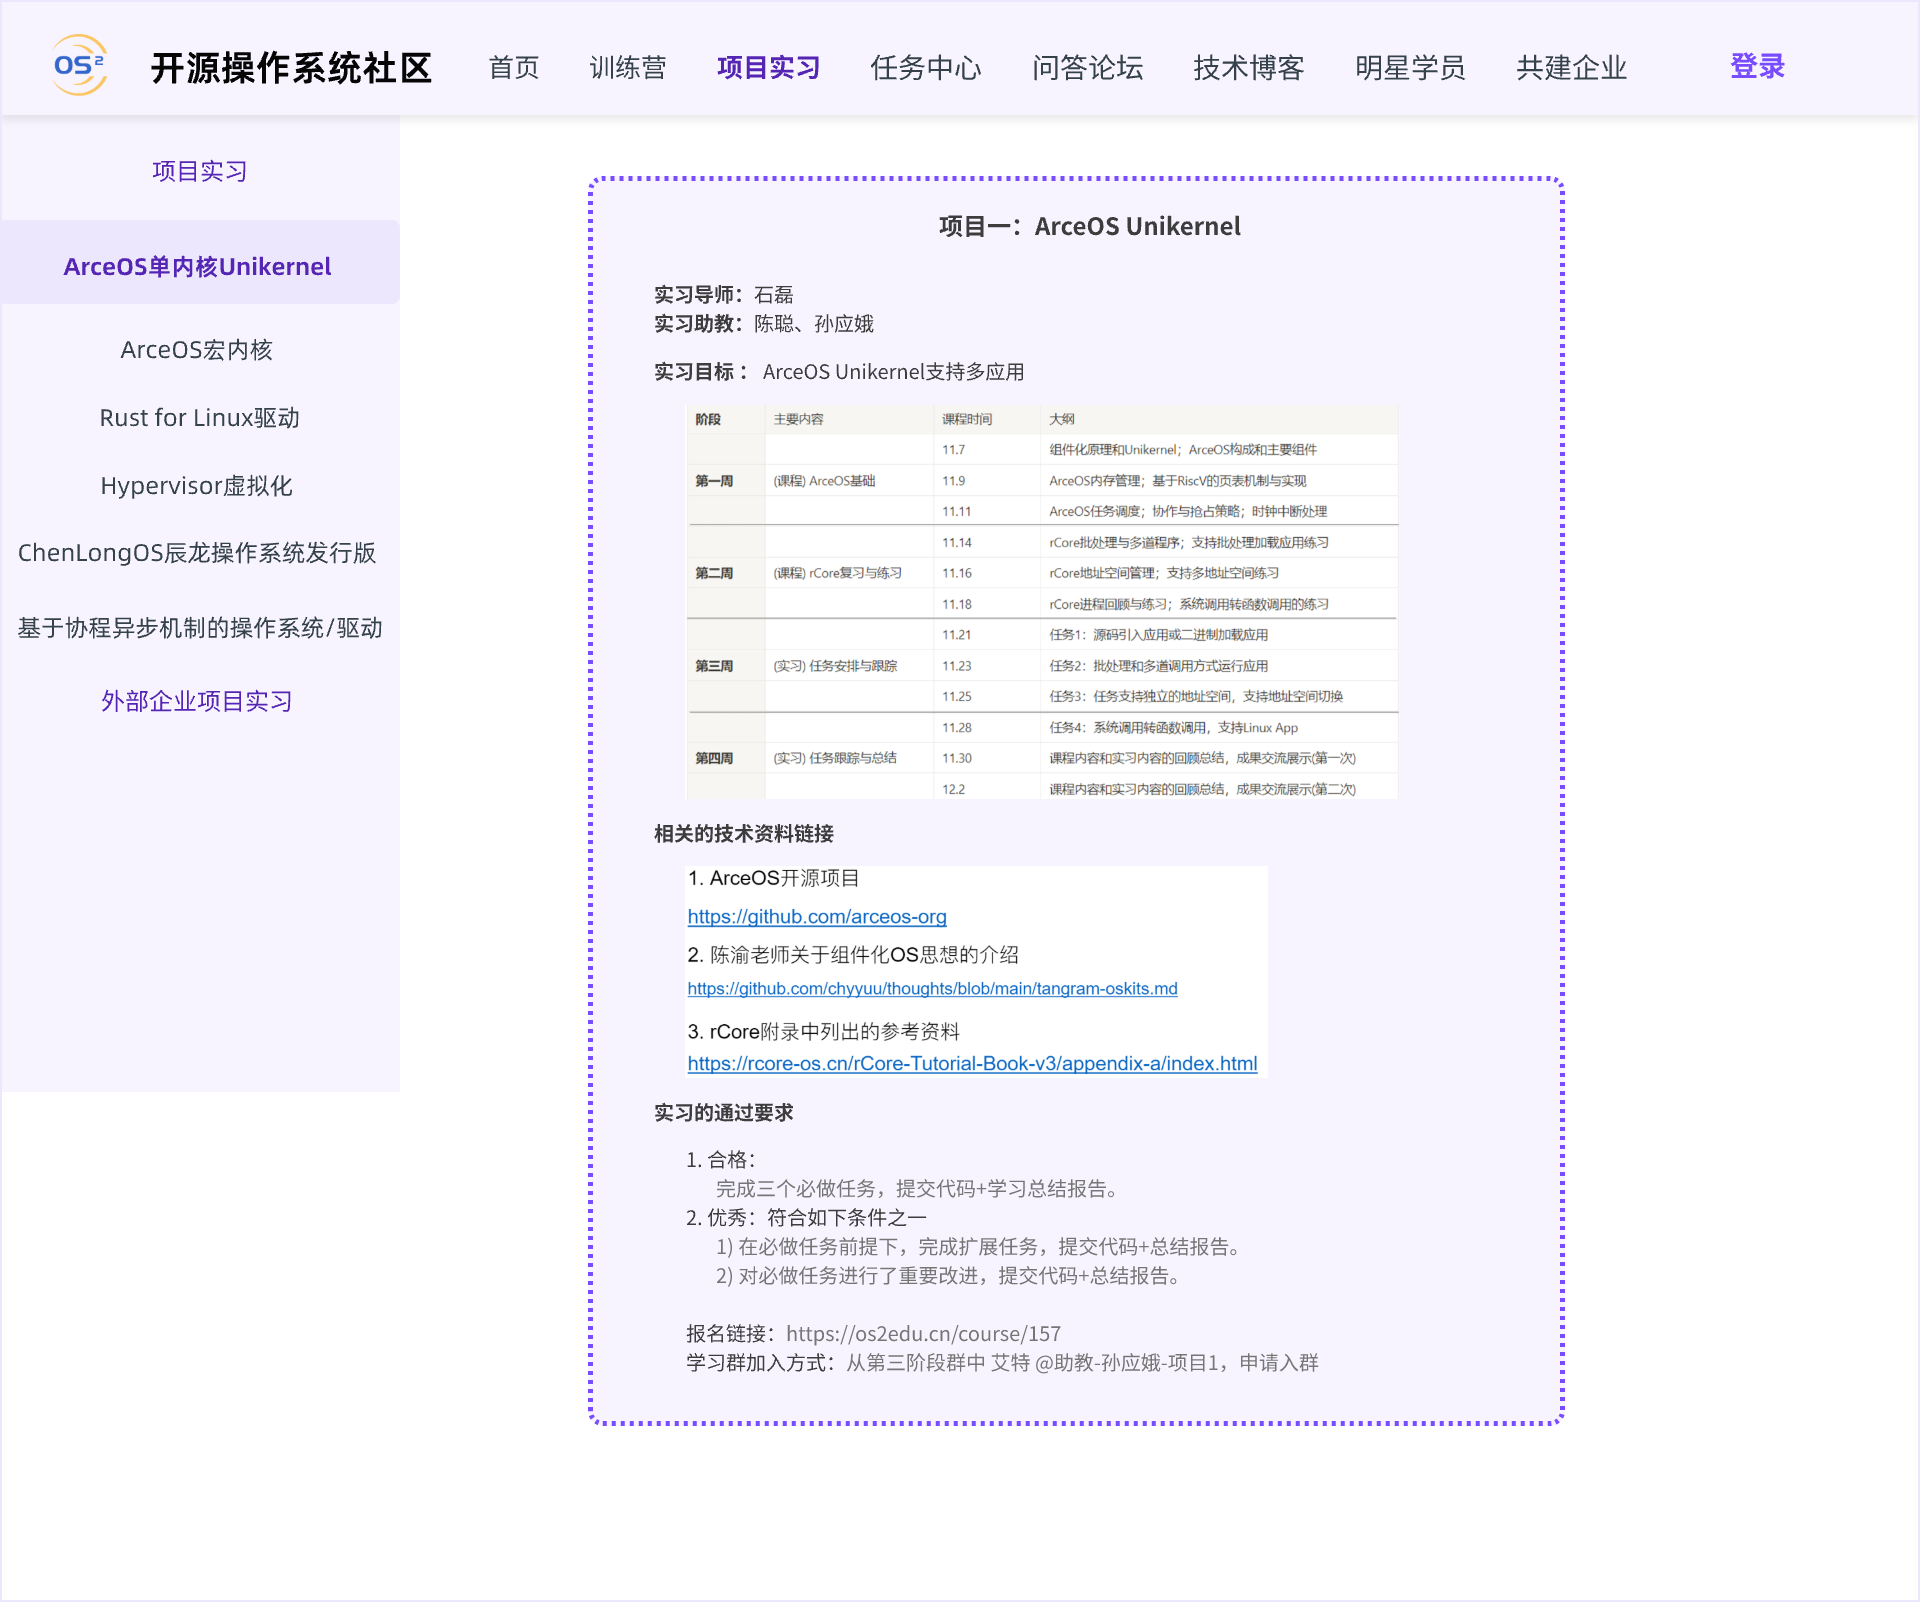 OS²
开源操作系统社区
首页
训练营
项目实习
任务中心
问答论坛
技术博客
明星学员
共建企业
登录
项目实习
ArceOS单内核Unikernel
ArceOS宏内核
Rust for Linux驱动
Hypervisor虚拟化
ChenLongOS辰龙操作系统发行版
基于协程异步机制的操作系统/驱动
外部企业项目实习
项目一：ArceOS Unikernel
实习导师：石磊
实习助教：陈聪、孙应娥
实习目标： ArceOS Unikernel支持多应用
阶段 主要内容 课程时间 大纲
11.7 组件化原理和Unikernel；ArceOS构成和主要组件
第一周 (课程) ArceOS基础 11.9 ArceOS内存管理；基于RiscV的页表机制与实现
11.11 ArceOS任务调度；协作与抢占策略；时钟中断处理
11.14 rCore批处理与多道程序；支持批处理加载应用练习
第二周 (课程) rCore复习与练习 11.16 rCore地址空间管理；支持多地址空间练习
11.18 rCore进程回顾与练习；系统调用转函数调用的练习
11.21 任务1：源码引入应用或二进制加载应用
第三周 (实习) 任务安排与跟踪 11.23 任务2：批处理和多道调用方式运行应用
11.25 任务3：任务支持独立的地址空间，支持地址空间切换
11.28 任务4：系统调用转函数调用，支持Linux App
第四周 (实习) 任务跟踪与总结 11.30 课程内容和实习内容的回顾总结，成果交流展示(第一次)
12.2 课程内容和实习内容的回顾总结，成果交流展示(第二次)
相关的技术资料链接
1. ArceOS开源项目
https://github.com/arceos-org
2. 陈渝老师关于组件化OS思想的介绍
https://github.com/chyyuu/thoughts/blob/main/tangram-oskits.md
3. rCore附录中列出的参考资料
https://rcore-os.cn/rCore-Tutorial-Book-v3/appendix-a/index.html
实习的通过要求
1. 合格：
完成三个必做任务，提交代码+学习总结报告。
2. 优秀：符合如下条件之一
1) 在必做任务前提下，完成扩展任务，提交代码+总结报告。
2) 对必做任务进行了重要改进，提交代码+总结报告。
报名链接：https://os2edu.cn/course/157
学习群加入方式：从第三阶段群中 艾特 @助教-孙应娥-项目1，申请入群